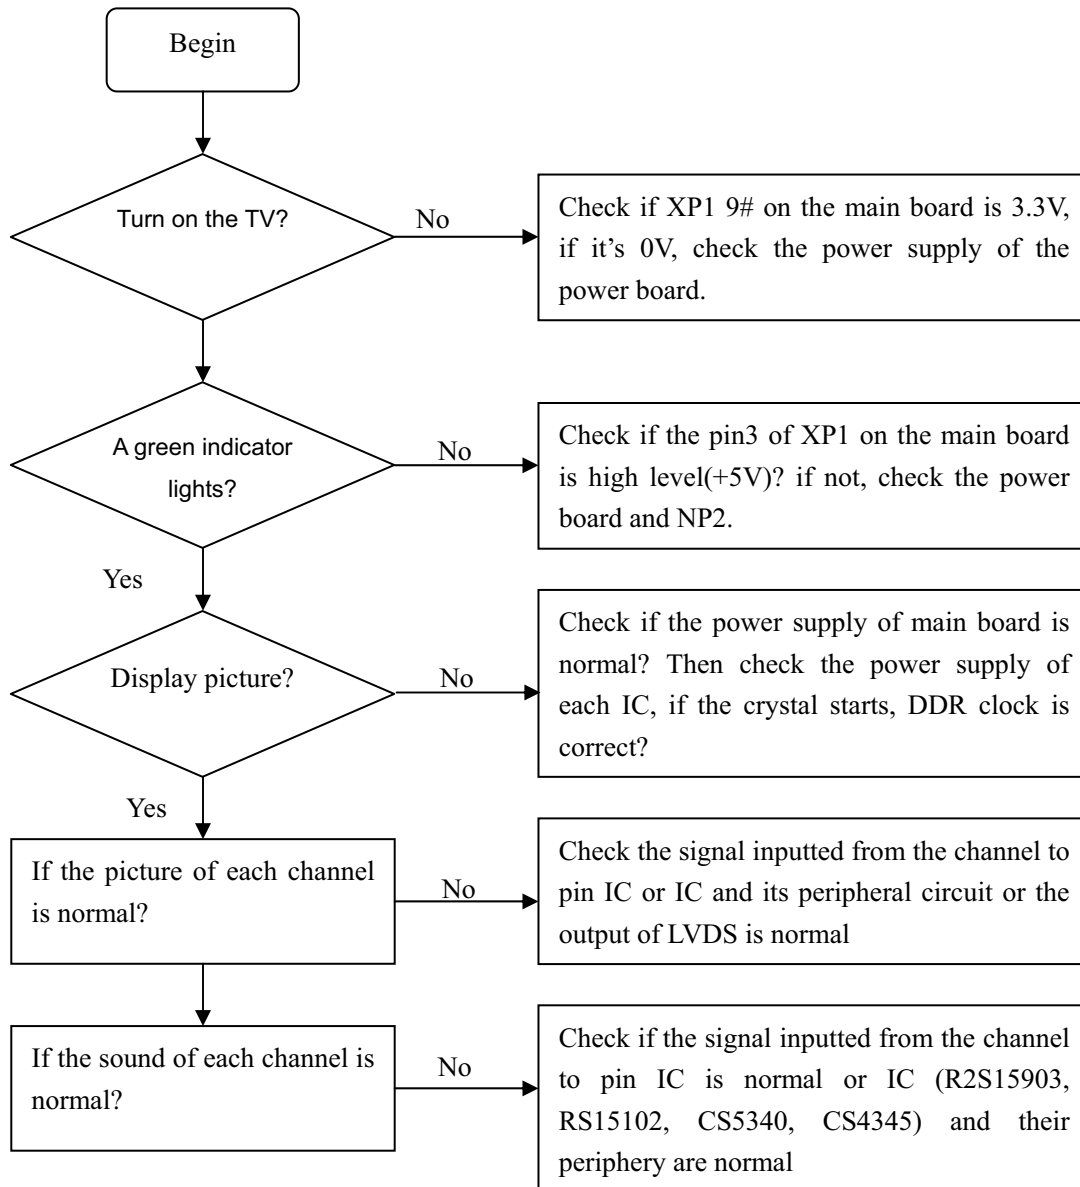 Begin
Turn on the TV?
No
Check if XP1 9# on the main board is 3.3V,
if it's 0V, check the power supply of the
power board.
A green indicator
lights?
No
Check if the pin3 of XP1 on the main board
is high level(+5V)? if not, check the power
board and NP2.
Yes
Display picture?
No
Check if the power supply of main board is
normal? Then check the power supply of
each IC, if the crystal starts, DDR clock is
correct?
Yes
If the picture of each channel
is normal?
No
Check the signal inputted from the channel to
pin IC or IC and its peripheral circuit or the
output of LVDS is normal
If the sound of each channel is
normal?
No
Check if the signal inputted from the channel
to pin IC is normal or IC (R2S15903,
RS15102, CS5340, CS4345) and their
periphery are normal